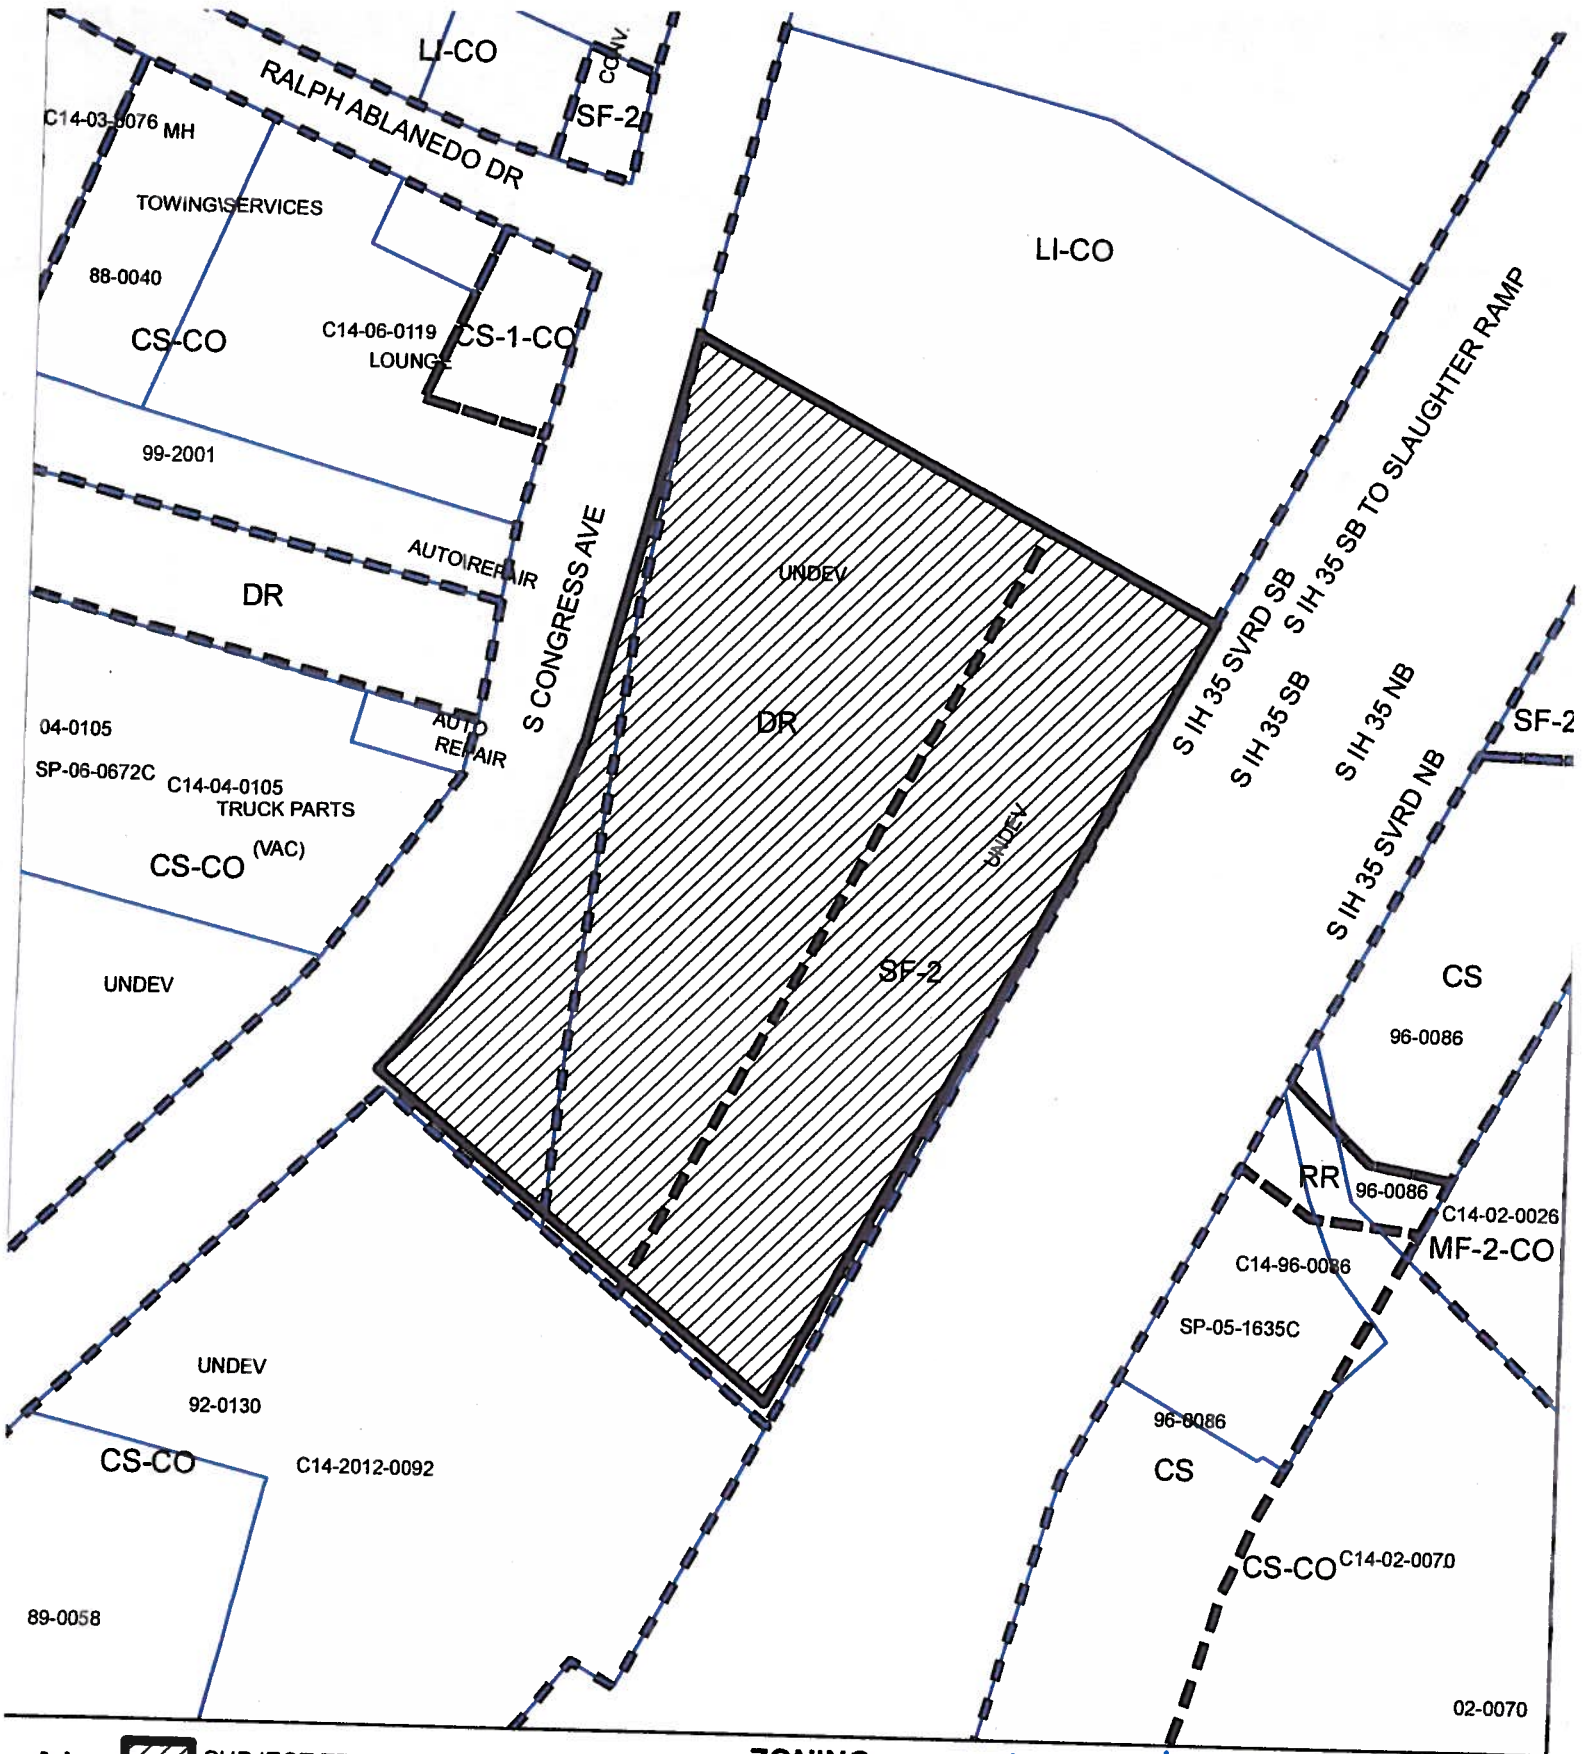 LI-CO
CONV.
SF-2
RALPH ABLANEDO DR
C14-03-0076 MH
TOWING\SERVICES
LI-CO
88-0040
CS-CO
C14-06-0119
LOUNGE
CS-1-CO
99-2001
AUTO\REPAIR
DR
S CONGRESS AVE
UNDEV
S IH 35 SVRD SB
S IH 35 SB TO SLAUGHTER RAMP
S IH 35 SB
S IH 35 NB
S IH 35 SVRD NB
SF-2
AUTO
REPAIR
DR
04-0105
SP-06-0672C
C14-04-0105
TRUCK PARTS
(VAC)
CS-CO
UNDEV
SF-2
UNDEV
CS
96-0086
RR
96-0086
C14-02-0026
MF-2-CO
C14-96-0086
SP-05-1635C
UNDEV
92-0130
CS-CO
C14-2012-0092
96-0086
CS
CS-CO
C14-02-0070
89-0058
02-0070
ZONING